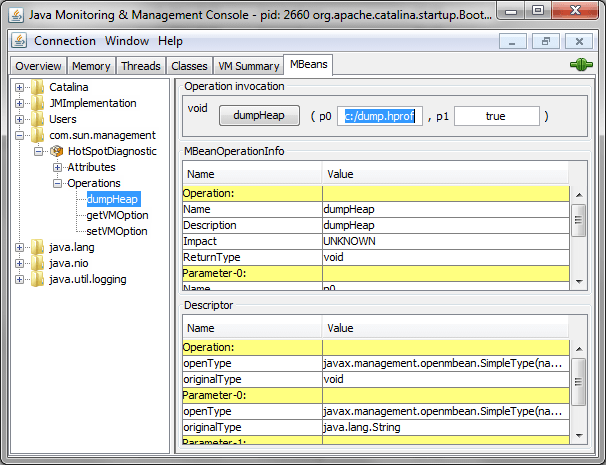 Java Monitoring & Management Console - pid: 2660 org.apache.catalina.startup.Boot...
Connection Window Help
Overview Memory Threads Classes VM Summary MBeans
Catalina
JMImplementation
Users
com.sun.management
HotSpotDiagnostic
Attributes
Operations
dumpHeap
getVMOption
setVMOption
java.lang
java.nio
java.util.logging
Operation invocation
void dumpHeap ( p0 c:/dump.hprof , p1 true )
MBeanOperationInfo
Name Value
Operation:
Name dumpHeap
Description dumpHeap
Impact UNKNOWN
ReturnType void
Parameter-0:
Name p0
Descriptor
Name Value
Operation:
openType javax.management.openmbean.SimpleType(na...
originalType void
Parameter-0:
openType javax.management.openmbean.SimpleType(na...
originalType java.lang.String
Parameter-1: